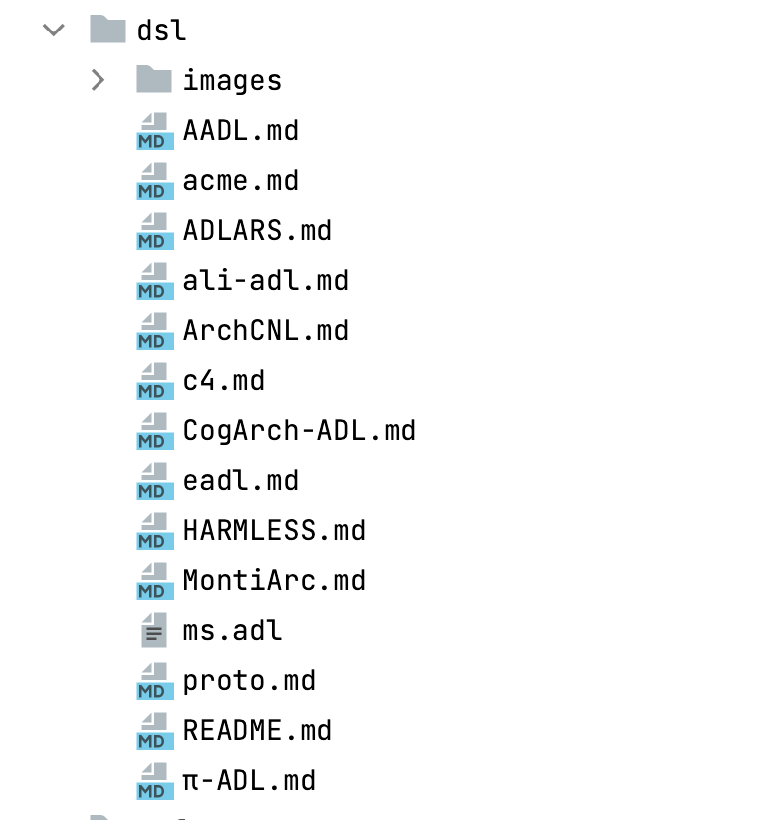 dsl
images
MD AADL.md
MD acme.md
MD ADLARS.md
MD ali-adl.md
MD ArchCNL.md
MD c4.md
MD CogArch-ADL.md
MD eadl.md
MD HARMLESS.md
MD MontiArc.md
ms.adl
MD proto.md
MD README.md
MD π-ADL.md